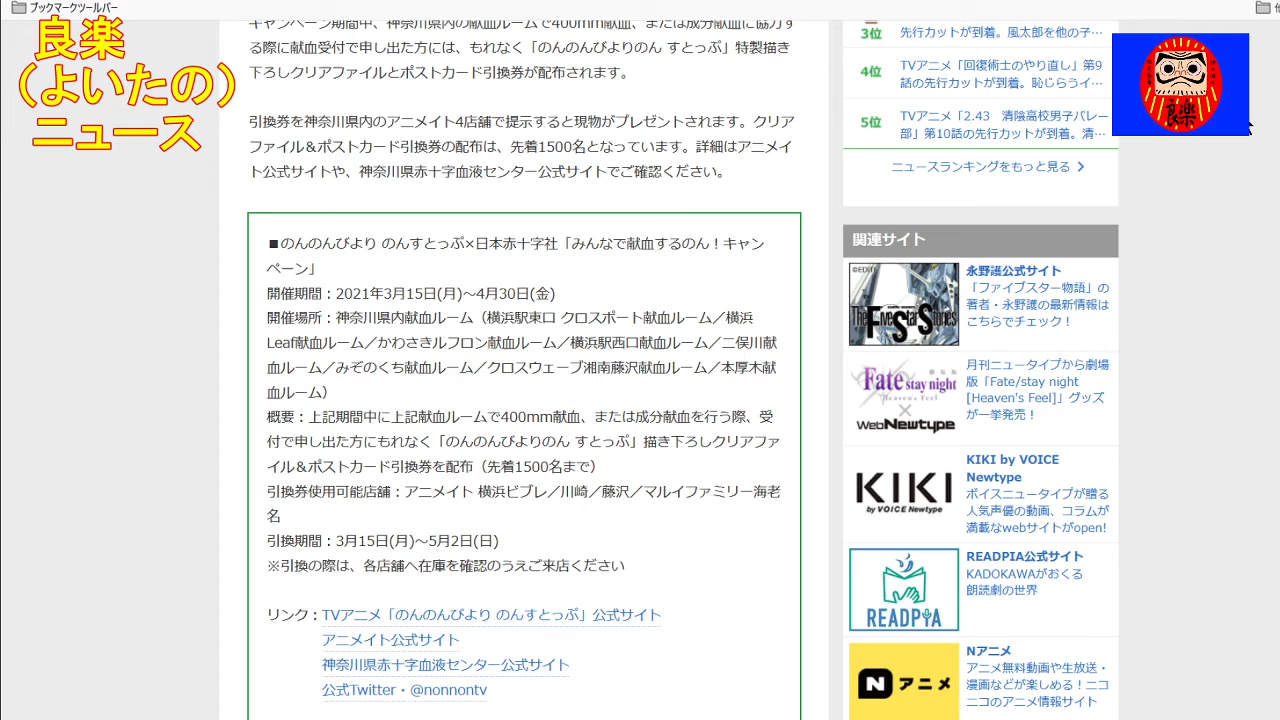 ブックマークツールバー
良楽
（よいたの）
ニュース
キャンペーン期間中、神奈川県内の献血ルームで400mm献血、または成分献血に協力す
る際に献血受付で申し出た方には、もれなく「のんのんびよりのん すとっぷ」特製描き
下ろしクリアファイルとポストカード引換券が配布されます。
引換券を神奈川県内のアニメイト4店舗で提示すると現物がプレゼントされます。クリア
ファイル＆ポストカード引換券の配布は、先着1500名となっています。詳細はアニメイ
ト公式サイトや、神奈川県赤十字血液センター公式サイトでご確認ください。
■のんのんびより のんすとっぷ×日本赤十字社「みんなで献血するのん！キャン
ペーン」
開催期間：2021年3月15日(月)～4月30日(金)
開催場所：神奈川県内献血ルーム（横浜駅東口 クロスポート献血ルーム／横浜
Leaf献血ルーム／かわさきルフロン献血ルーム／横浜駅西口献血ルーム／二俣川献
血ルーム／みぞのくち献血ルーム／クロスウェーブ湘南藤沢献血ルーム／本厚木献
血ルーム）
概要：上記期間中に上記献血ルームで400mm献血、または成分献血を行う際、受
付で申し出た方にもれなく「のんのんびよりのん すとっぷ」描き下ろしクリアファ
イル＆ポストカード引換券を配布（先着1500名まで）
引換券使用可能店舗：アニメイト 横浜ビブレ／川崎／藤沢／マルイファミリー海老
名
引換期間：3月15日(月)～5月2日(日)
※引換の際は、各店舗へ在庫を確認のうえご来店ください
リンク：TVアニメ「のんのんびより のんすとっぷ」公式サイト
アニメイト公式サイト
神奈川県赤十字血液センター公式サイト
公式Twitter・@nonnontv
3位
先行カットが到着。風太郎を他の子…
4位
TVアニメ「回復術士のやり直し」第9
話の先行カットが到着。恥じらうイ…
5位
TVアニメ「2.43　清陰高校男子バレー
部」第10話の先行カットが到着。清…
ニュースランキングをもっと見る
良楽
関連サイト
The Five Star Stories
FSS
永野護公式サイト
「ファイブスター物語」の
著者・永野護の最新情報は
こちらでチェック！
Fate stay night
Heaven's Feel
×
WebNewtype
月刊ニュータイプから劇場
版「Fate/stay night
[Heaven's Feel]」グッズ
が一挙発売！
KIKI
by VOICE Newtype
KIKI by VOICE
Newtype
ボイスニュータイプが贈る
人気声優の動画、コラムが
満載なwebサイトがopen!
READPIA
READPIA公式サイト
KADOKAWAがおくる
朗読劇の世界
N アニメ
Nアニメ
アニメ無料動画や生放送・
漫画などが楽しめる！ニコ
ニコのアニメ情報サイト